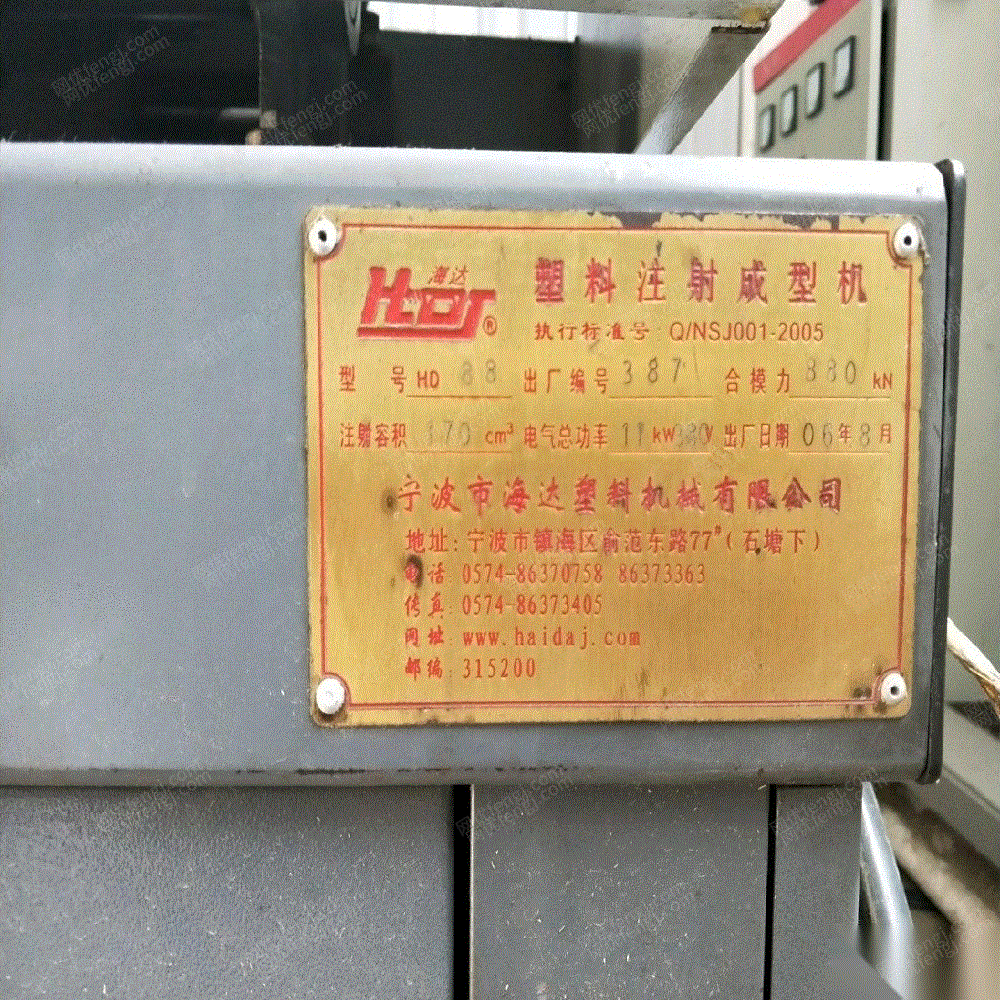 海达
HDJ®
塑料注射成型机
执行标准号: Q/NSJ001-2005
型 号 HD 88 出厂编号 387 合模力 880 kN
注射容积 170 cm³ 电气总功率 11 kW 380V 出厂日期 06年8月
宁波市海达塑料机械有限公司
地址: 宁波市镇海区俞范东路77#(石塘下)
电话: 0574-86370758 86373363
传真: 0574-86373405
网址: www.haidaj.com
邮编: 315200